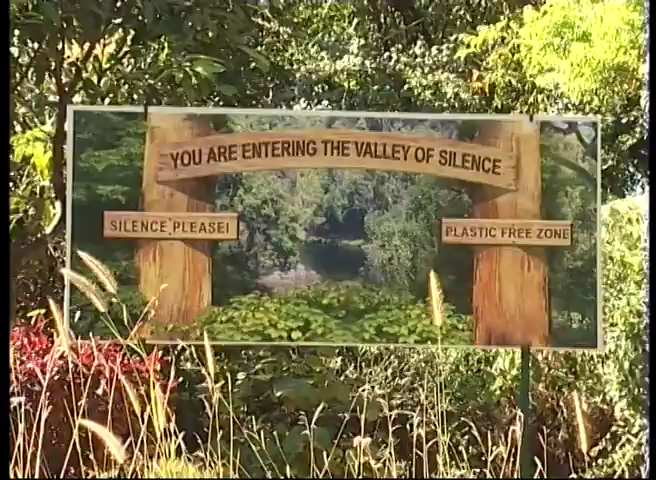 YOU ARE ENTERING THE VALLEY OF SILENCE
SILENCE PLEASE!
PLASTIC FREE ZONE